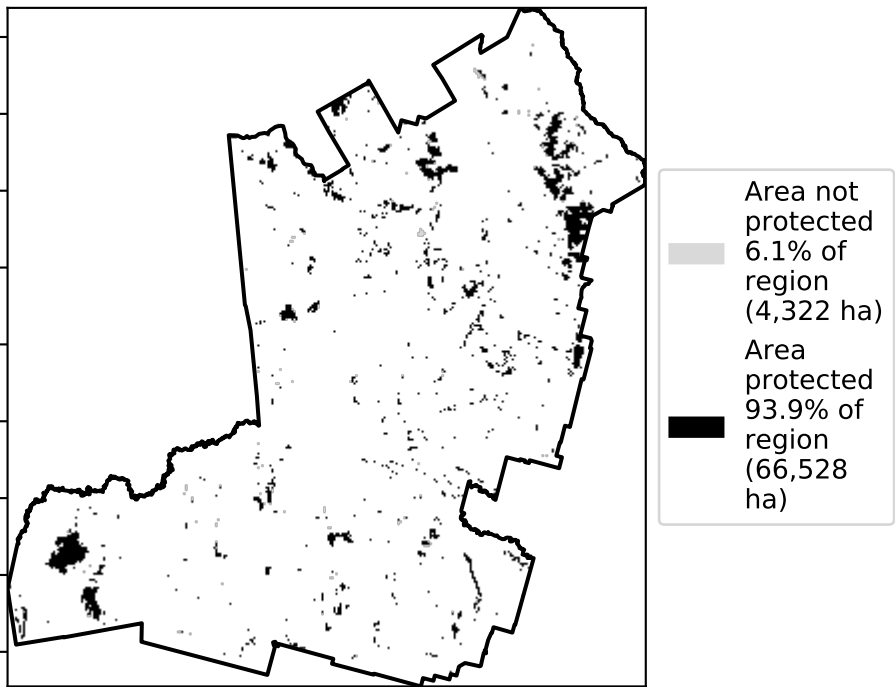 Area not
protected
6.1% of
region
(4,322 ha)
Area
protected
93.9% of
region
(66,528
ha)